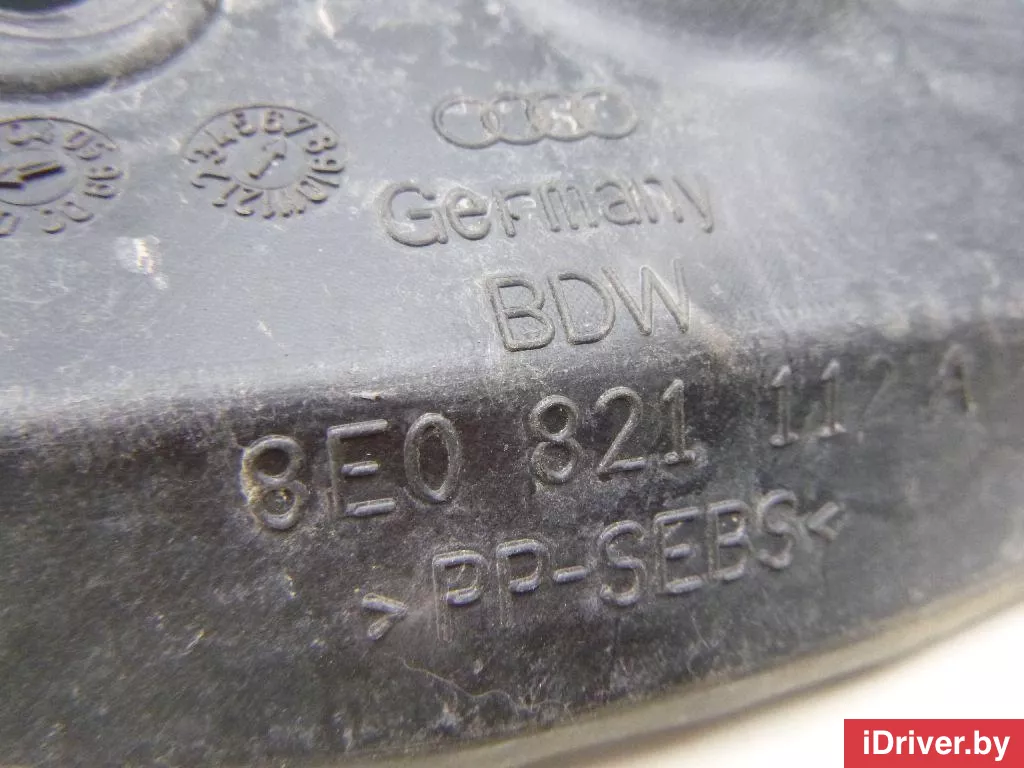 Germany
BDW
8E0 821 112 A
>PP-SEBS<
iDriver.by